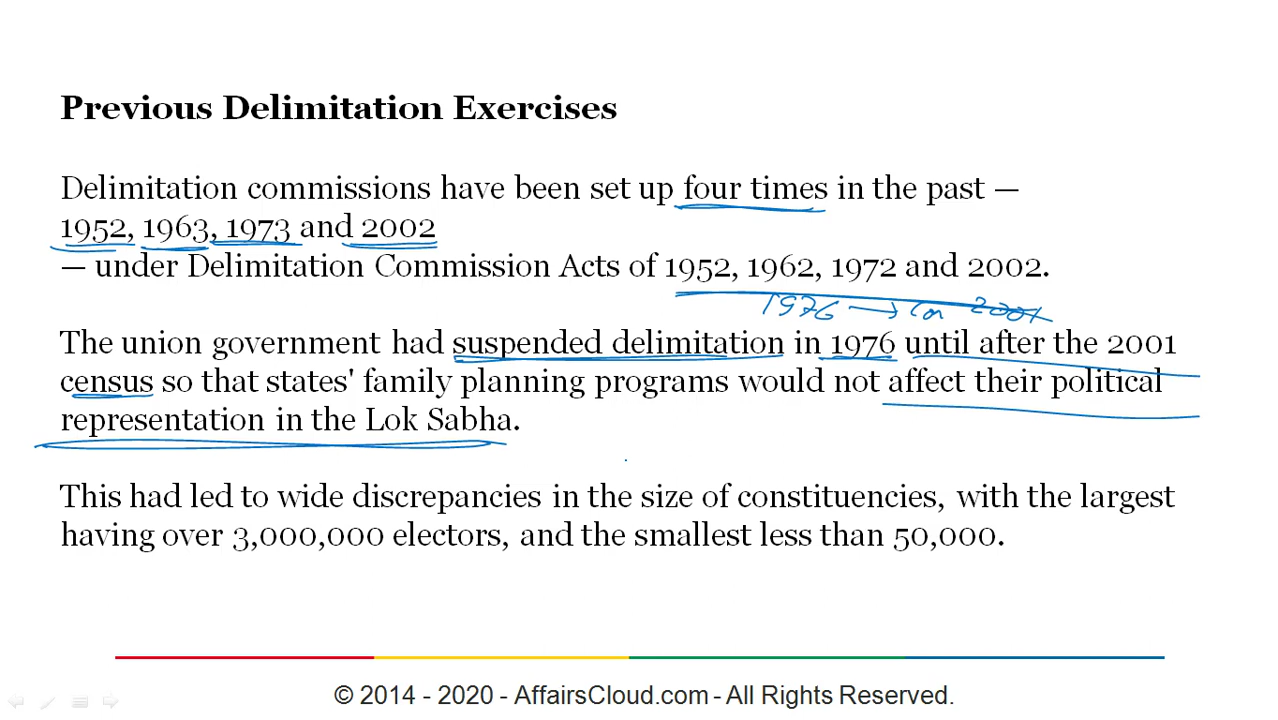 Previous Delimitation Exercises
Delimitation commissions have been set up four times in the past —
1952, 1963, 1973 and 2002
— under Delimitation Commission Acts of 1952, 1962, 1972 and 2002.
1976 → 2001
The union government had suspended delimitation in 1976 until after the 2001
census so that states' family planning programs would not affect their political
representation in the Lok Sabha.
This had led to wide discrepancies in the size of constituencies, with the largest
having over 3,000,000 electors, and the smallest less than 50,000.
© 2014 - 2020 - AffairsCloud.com - All Rights Reserved.